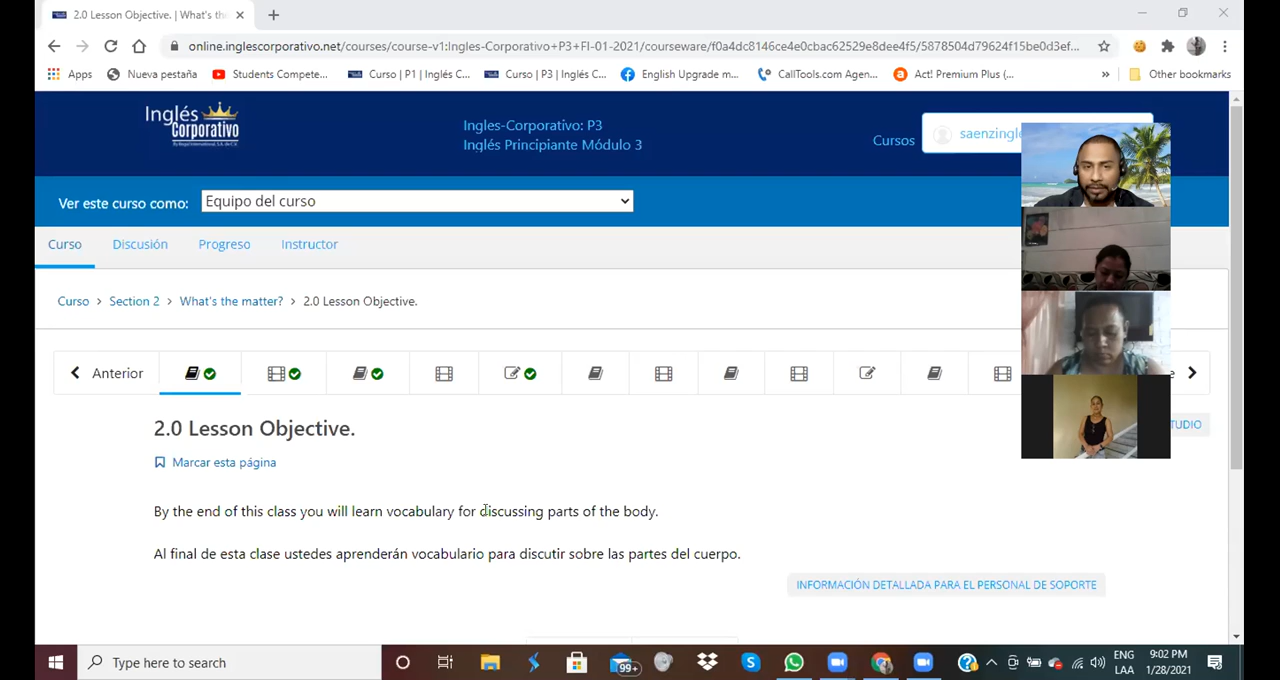 2.0 Lesson Objective. | What's the
online.inglescorporativo.net/courses/course-v1:Ingles-Corporativo+P3+FI-01-2021/courseware/f0a4dc8146ce4e0cbac62529e8dee4f5/5878504d79624f15be0d3ef...
Apps Nueva pestaña Students Compete... Curso | P1 | Inglés C... Curso | P3 | Inglés C... English Upgrade m... CallTools.com Agen... Act! Premium Plus (... » Other bookmarks
Inglés
Corporativo
Ingles-Corporativo: P3
Inglés Principiante Módulo 3
Cursos
saenzingl
Ver este curso como: Equipo del curso
Curso Discusión Progreso Instructor
Curso > Section 2 > What's the matter? > 2.0 Lesson Objective.
Anterior
2.0 Lesson Objective.
TUDIO
Marcar esta página
By the end of this class you will learn vocabulary for discussing parts of the body.
Al final de esta clase ustedes aprenderán vocabulario para discutir sobre las partes del cuerpo.
INFORMACIÓN DETALLADA PARA EL PERSONAL DE SOPORTE
Type here to search
99+
ENG
LAA
9:02 PM
1/28/2021